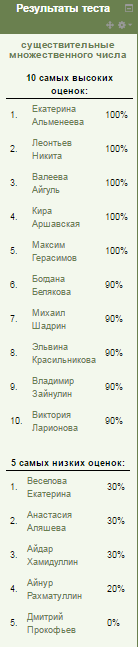 Результаты теста
существительные
множественного числа
10 самых высоких
оценок:
1. Екатерина
Альменеева 100%
2. Леонтьев
Никита 100%
3. Валеева
Айгуль 100%
4. Кира
Аршавская 100%
5. Максим
Герасимов 100%
6. Богдана
Белякова 90%
7. Михаил
Шадрин 90%
8. Эльвина
Красильникова 90%
9. Владимир
Зайнулин 90%
10. Виктория
Ларионова 90%
5 самых низких оценок:
1. Веселова
Екатерина 30%
2. Анастасия
Аляшева 30%
3. Айдар
Хамидуллин 30%
4. Айнур
Рахматуллин 20%
5. Дмитрий
Прокофьев 0%